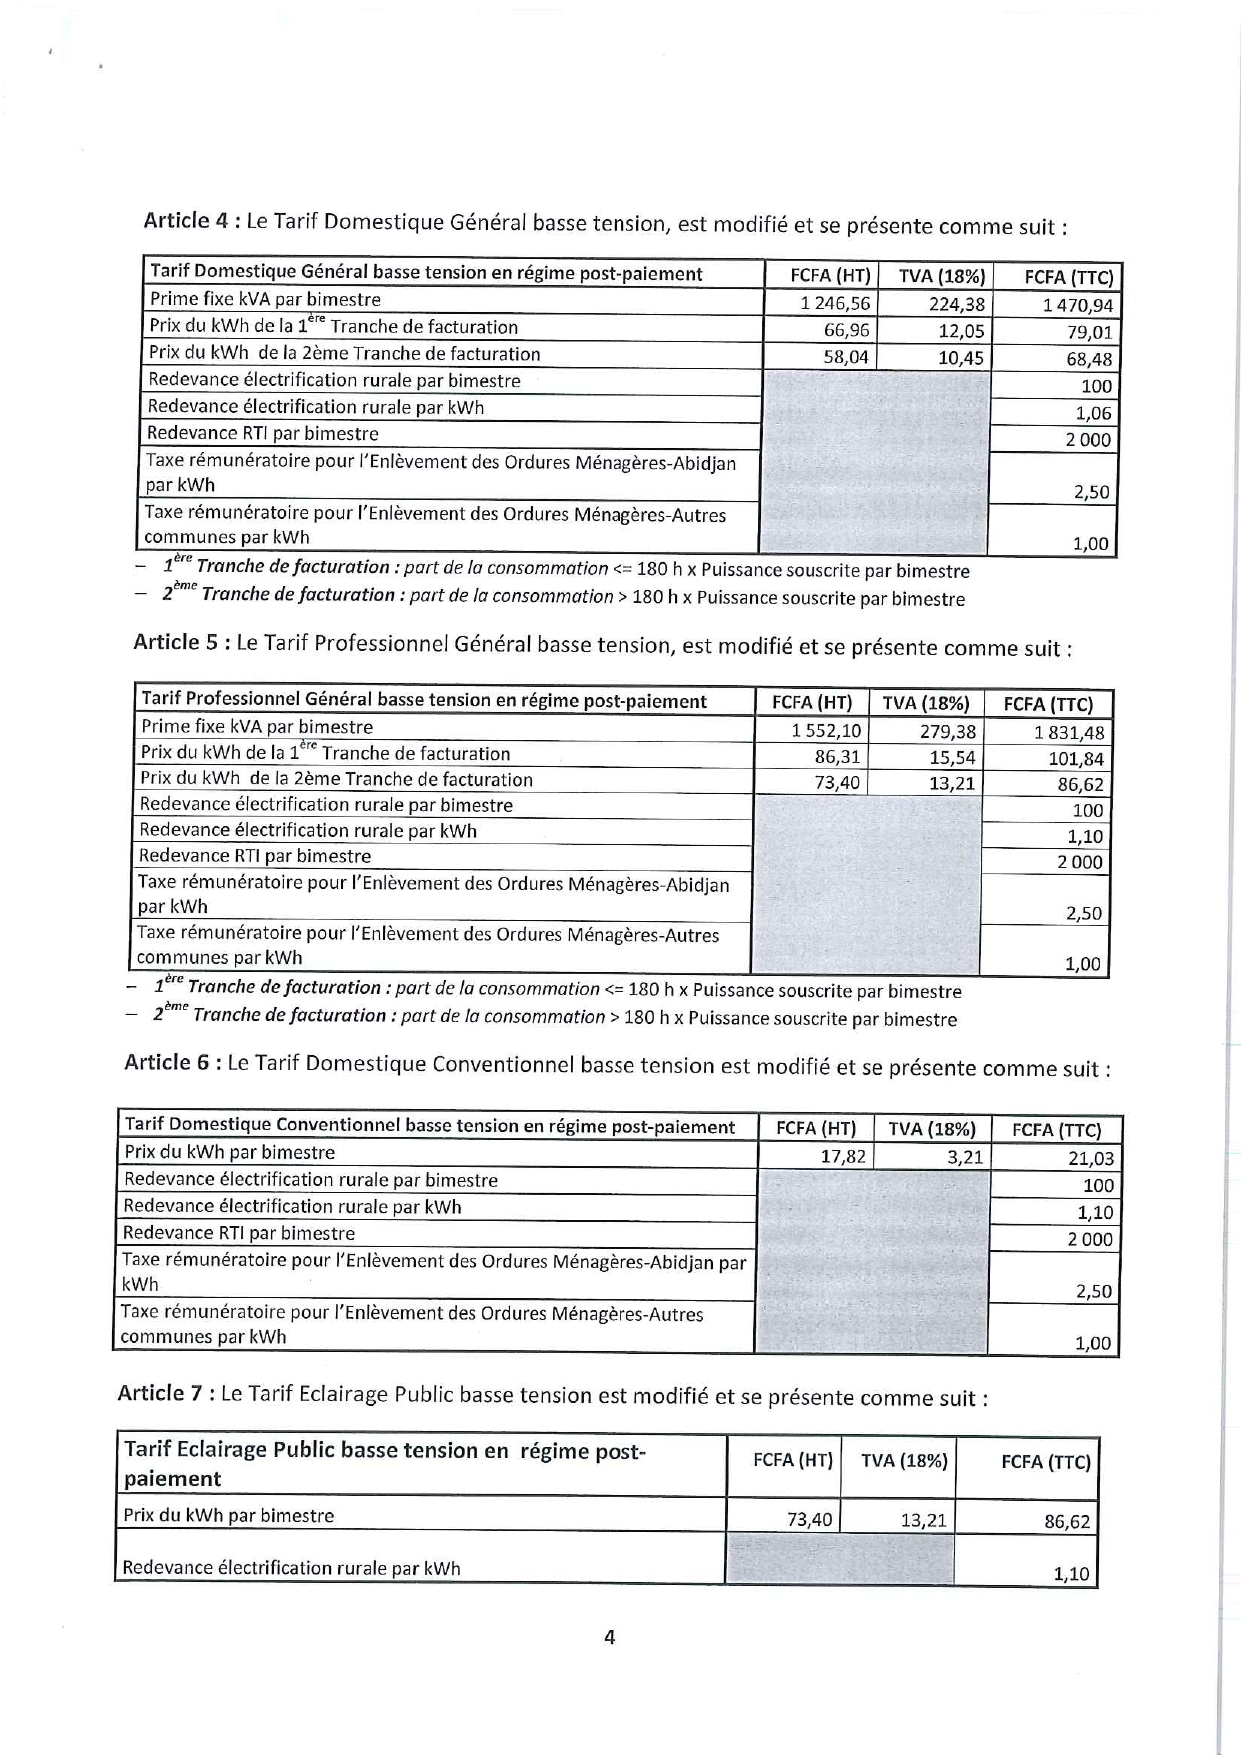 Article 4 : Le Tarif Domestique Général basse tension, est modifié et se présente comme suit :
Tarif Domestique Général basse tension en régime post-paiement FCFA (HT) TVA (18%) FCFA (TTC)
Prime fixe kVA par bimestre 1 246,56 224,38 1 470,94
Prix du kWh de la 1ère Tranche de facturation 66,96 12,05 79,01
Prix du kWh de la 2ème Tranche de facturation 58,04 10,45 68,48
Redevance électrification rurale par bimestre 100
Redevance électrification rurale par kWh 1,06
Redevance RTI par bimestre 2 000
Taxe rémunératoire pour l'Enlèvement des Ordures Ménagères-Abidjan
par kWh 2,50
Taxe rémunératoire pour l'Enlèvement des Ordures Ménagères-Autres
communes par kWh 1,00
– 1ère Tranche de facturation : part de la consommation <= 180 h x Puissance souscrite par bimestre
– 2ème Tranche de facturation : part de la consommation > 180 h x Puissance souscrite par bimestre
Article 5 : Le Tarif Professionnel Général basse tension, est modifié et se présente comme suit :
Tarif Professionnel Général basse tension en régime post-paiement FCFA (HT) TVA (18%) FCFA (TTC)
Prime fixe kVA par bimestre 1 552,10 279,38 1 831,48
Prix du kWh de la 1ère Tranche de facturation 86,31 15,54 101,84
Prix du kWh de la 2ème Tranche de facturation 73,40 13,21 86,62
Redevance électrification rurale par bimestre 100
Redevance électrification rurale par kWh 1,10
Redevance RTI par bimestre 2 000
Taxe rémunératoire pour l'Enlèvement des Ordures Ménagères-Abidjan
par kWh 2,50
Taxe rémunératoire pour l'Enlèvement des Ordures Ménagères-Autres
communes par kWh 1,00
– 1ère Tranche de facturation : part de la consommation <= 180 h x Puissance souscrite par bimestre
– 2ème Tranche de facturation : part de la consommation > 180 h x Puissance souscrite par bimestre
Article 6 : Le Tarif Domestique Conventionnel basse tension est modifié et se présente comme suit :
Tarif Domestique Conventionnel basse tension en régime post-paiement FCFA (HT) TVA (18%) FCFA (TTC)
Prix du kWh par bimestre 17,82 3,21 21,03
Redevance électrification rurale par bimestre 100
Redevance électrification rurale par kWh 1,10
Redevance RTI par bimestre 2 000
Taxe rémunératoire pour l'Enlèvement des Ordures Ménagères-Abidjan par
kWh 2,50
Taxe rémunératoire pour l'Enlèvement des Ordures Ménagères-Autres
communes par kWh 1,00
Article 7 : Le Tarif Eclairage Public basse tension est modifié et se présente comme suit :
Tarif Eclairage Public basse tension en régime post- FCFA (HT) TVA (18%) FCFA (TTC)
paiement
Prix du kWh par bimestre 73,40 13,21 86,62
Redevance électrification rurale par kWh 1,10
4